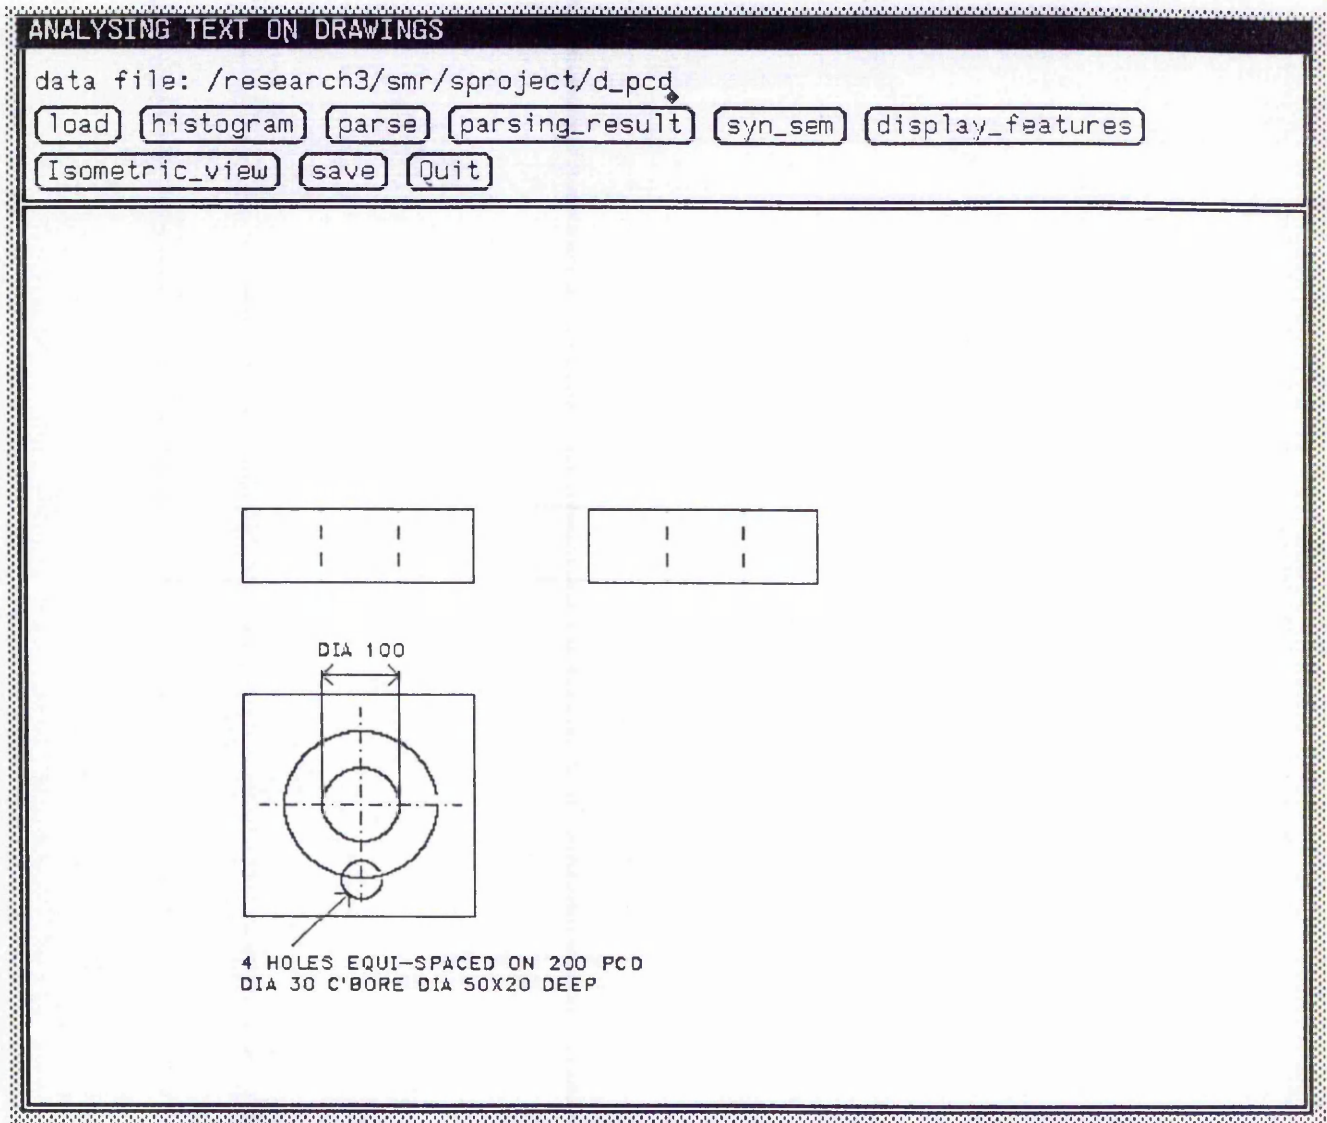 ANALYSING TEXT ON DRAWINGS
data file: /research3/smr/sproject/d_pcd
load histogram parse parsing_result syn_sem display_features
Isometric_view save Quit
DIA 100
4 HOLES EQUI-SPACED ON 200 PCD
DIA 30 C'BORE DIA 50X20 DEEP